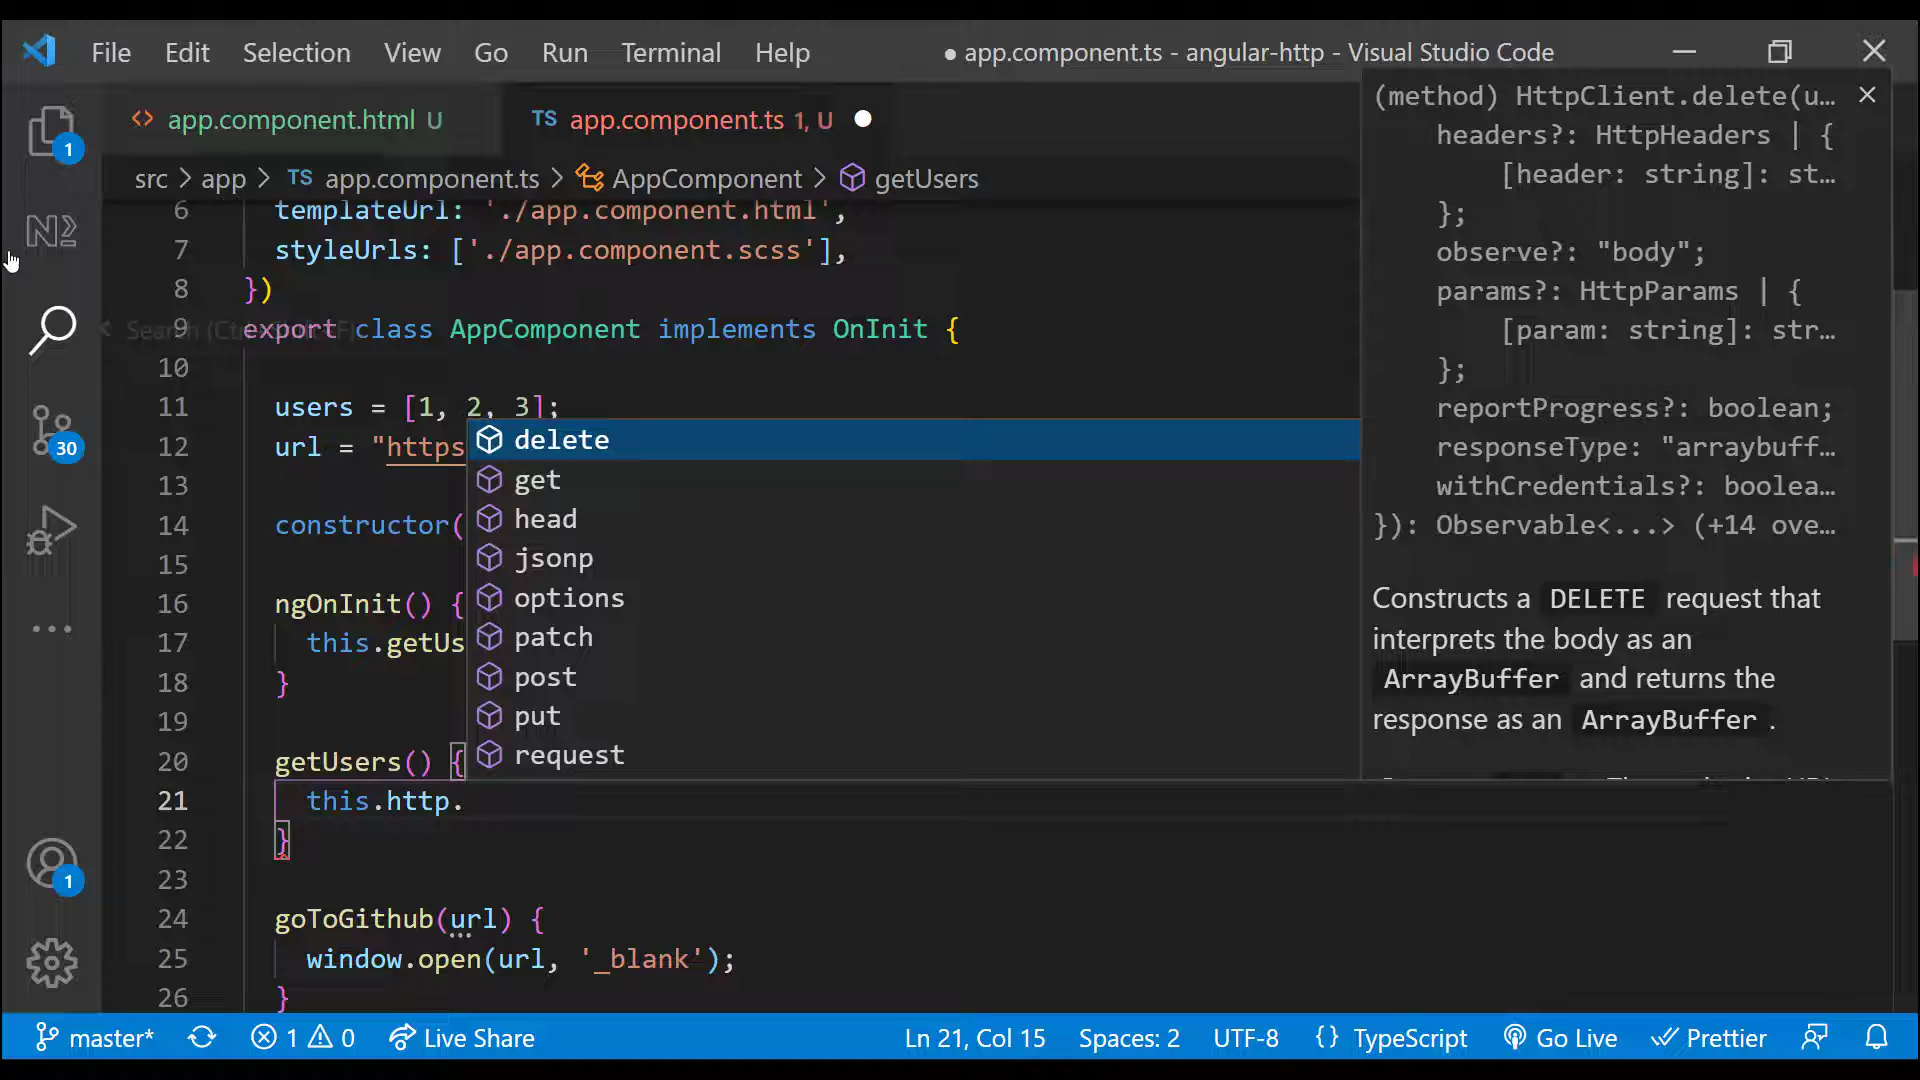 File Edit Selection View Go Run Terminal Help ● app.component.ts - angular-http - Visual Studio Code
<> app.component.html U TS app.component.ts 1, U
src > app > TS app.component.ts > AppComponent > getUsers
6 templateUrl: './app.component.html',
7 styleUrls: ['./app.component.scss'],
8 })
9 export class AppComponent implements OnInit {
10
11 users = [1, 2, 3];
12 url = "https
13
14 constructor(
15
16 ngOnInit() {
17 this.getUs
18 }
19
20 getUsers() {
21 this.http.
22 }
23
24 goToGithub(url) {
25 window.open(url, '_blank');
26 }
delete
get
head
jsonp
options
patch
post
put
request
(method) HttpClient.delete(u…
headers?: HttpHeaders | {
[header: string]: st…
};
observe?: "body";
params?: HttpParams | {
[param: string]: str…
};
reportProgress?: boolean;
responseType: "arraybuff…
withCredentials?: boolea…
}): Observable<...> (+14 ove…
Constructs a DELETE request that
interprets the body as an
ArrayBuffer and returns the
response as an ArrayBuffer .
1
30
1
master* 1 0 Live Share Ln 21, Col 15 Spaces: 2 UTF-8 {} TypeScript Go Live Prettier